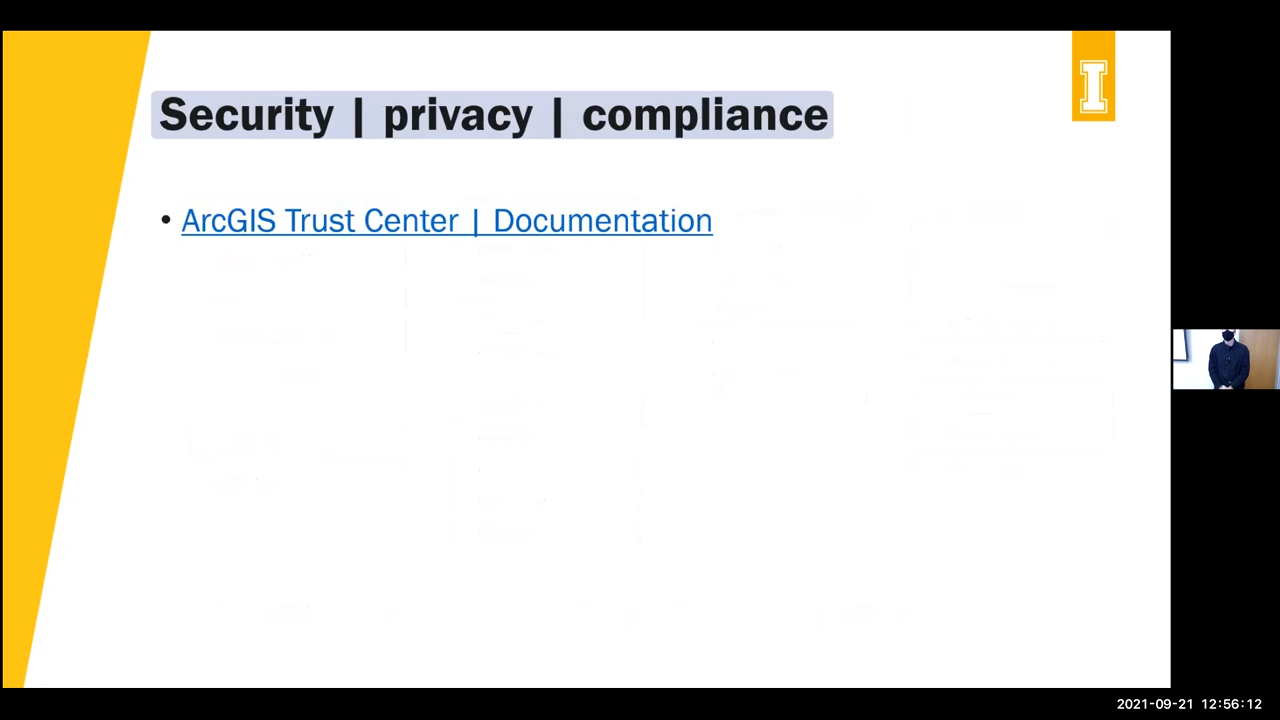 I
Security | privacy | compliance
• ArcGIS Trust Center | Documentation
2021-09-21 12:56:12